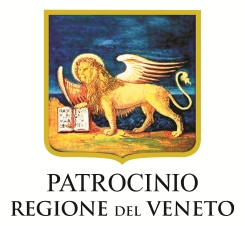 PATROCINIO
REGIONE DEL VENETO